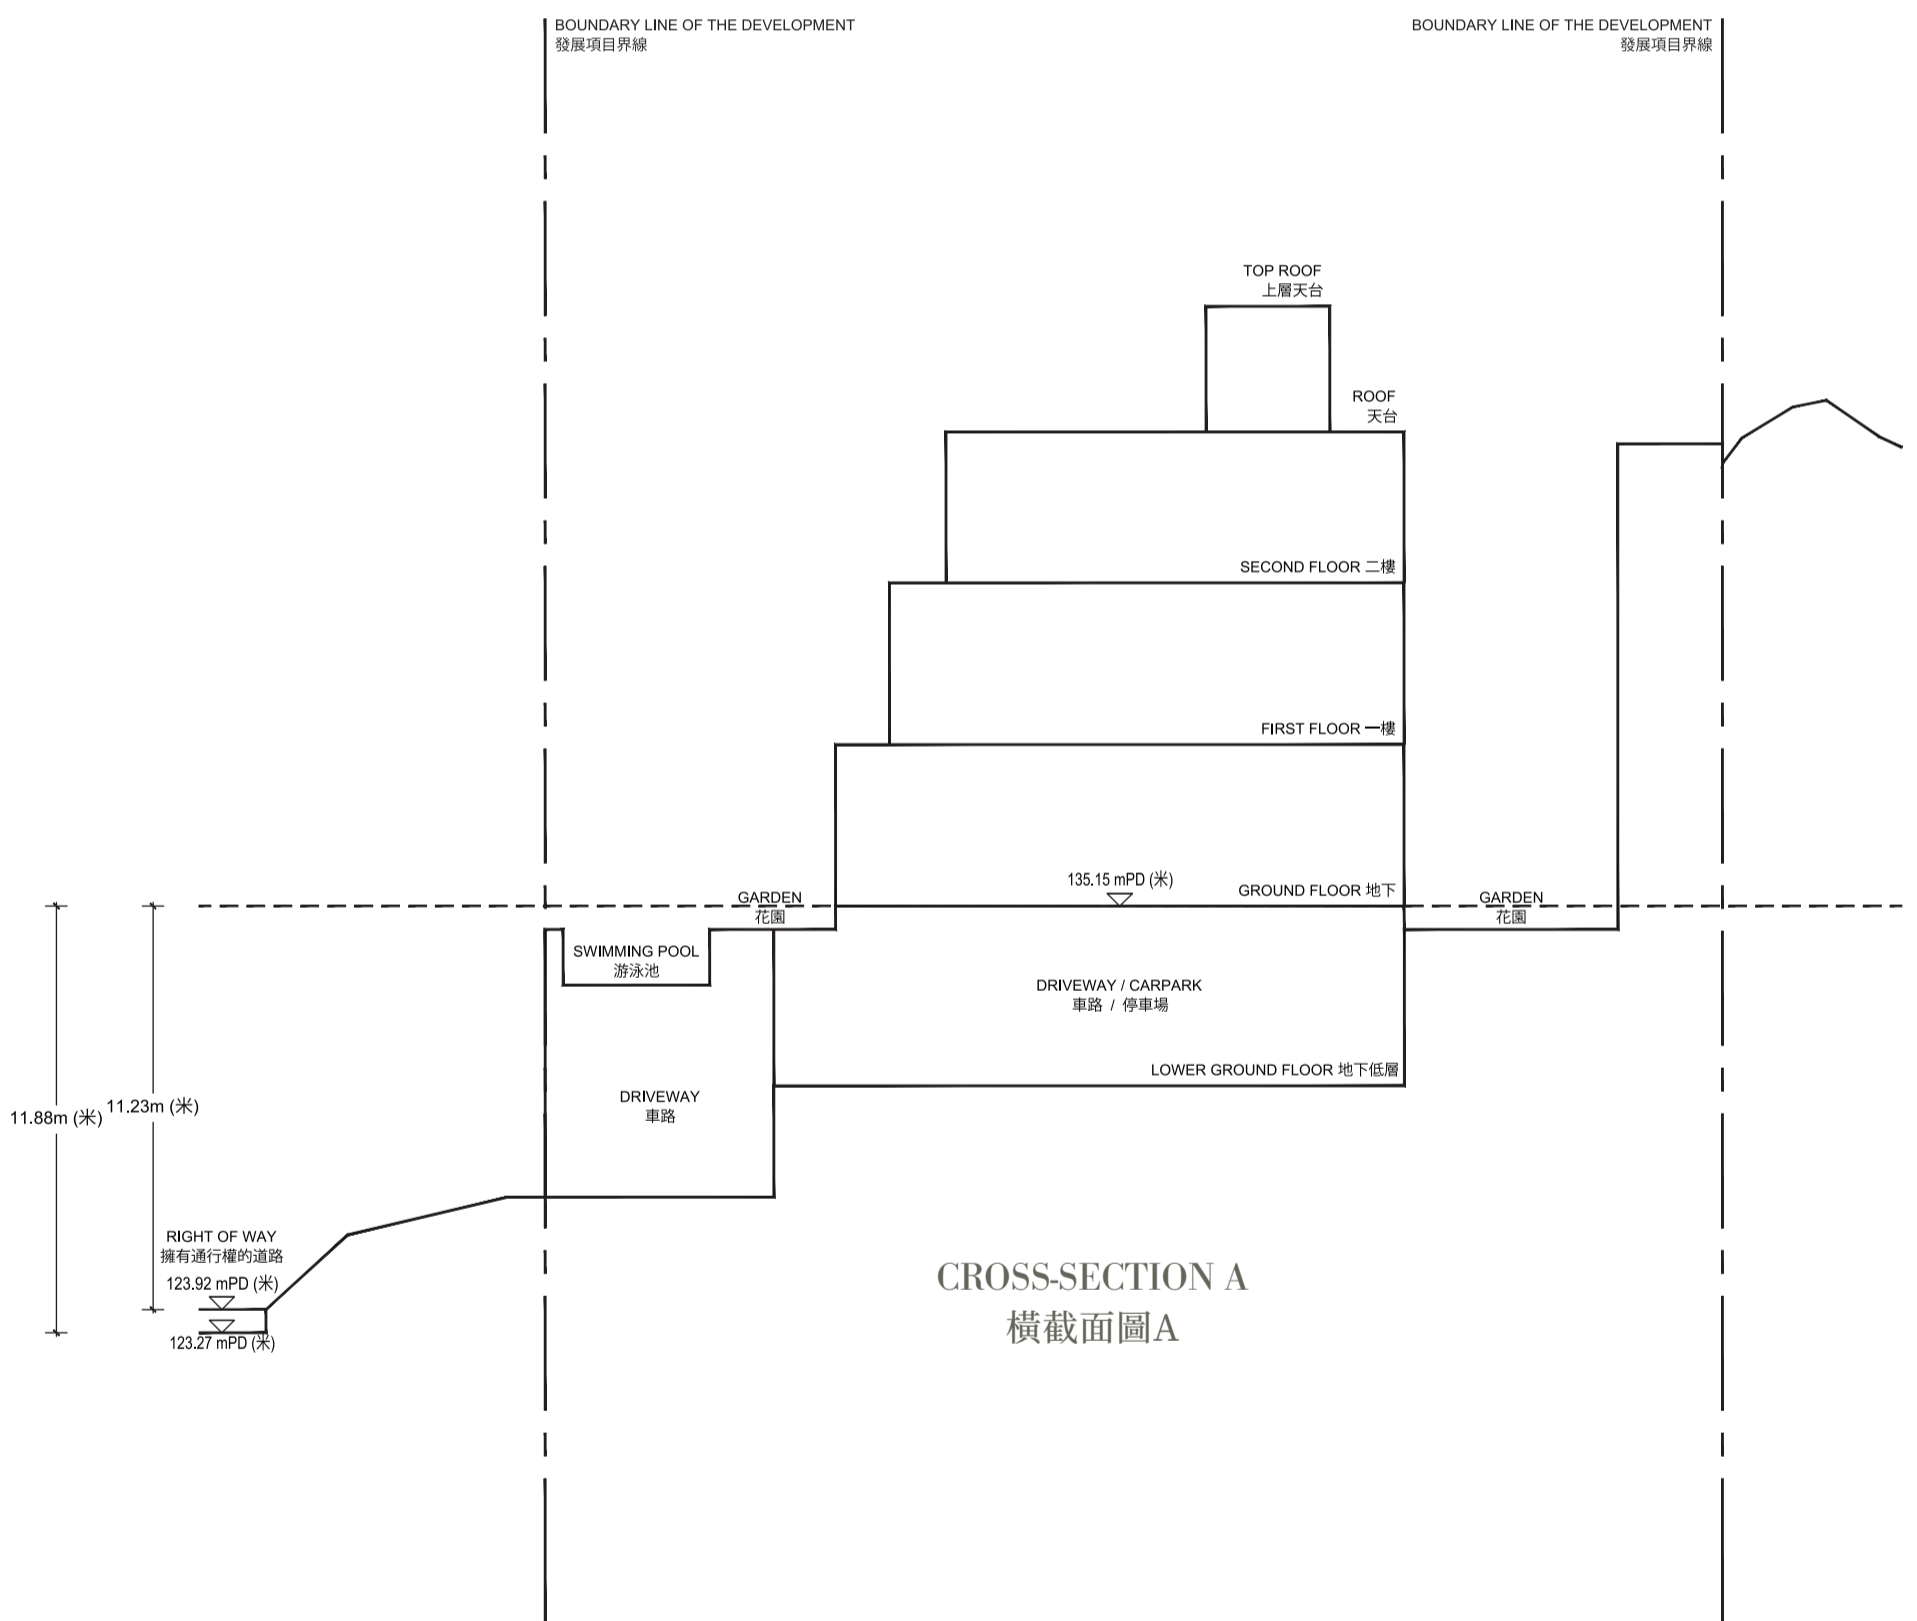 BOUNDARY LINE OF THE DEVELOPMENT
發展項目界線
BOUNDARY LINE OF THE DEVELOPMENT
發展項目界線
TOP ROOF
上層天台
ROOF
天台
SECOND FLOOR 二樓
FIRST FLOOR 一樓
135.15 mPD (米)
GROUND FLOOR 地下
GARDEN
花園
GARDEN
花園
SWIMMING POOL
游泳池
DRIVEWAY / CARPARK
車路 / 停車場
LOWER GROUND FLOOR 地下低層
DRIVEWAY
車路
11.88m (米)
11.23m (米)
RIGHT OF WAY
擁有通行權的道路
123.92 mPD (米)
123.27 mPD (米)
CROSS-SECTION A
橫截面圖A